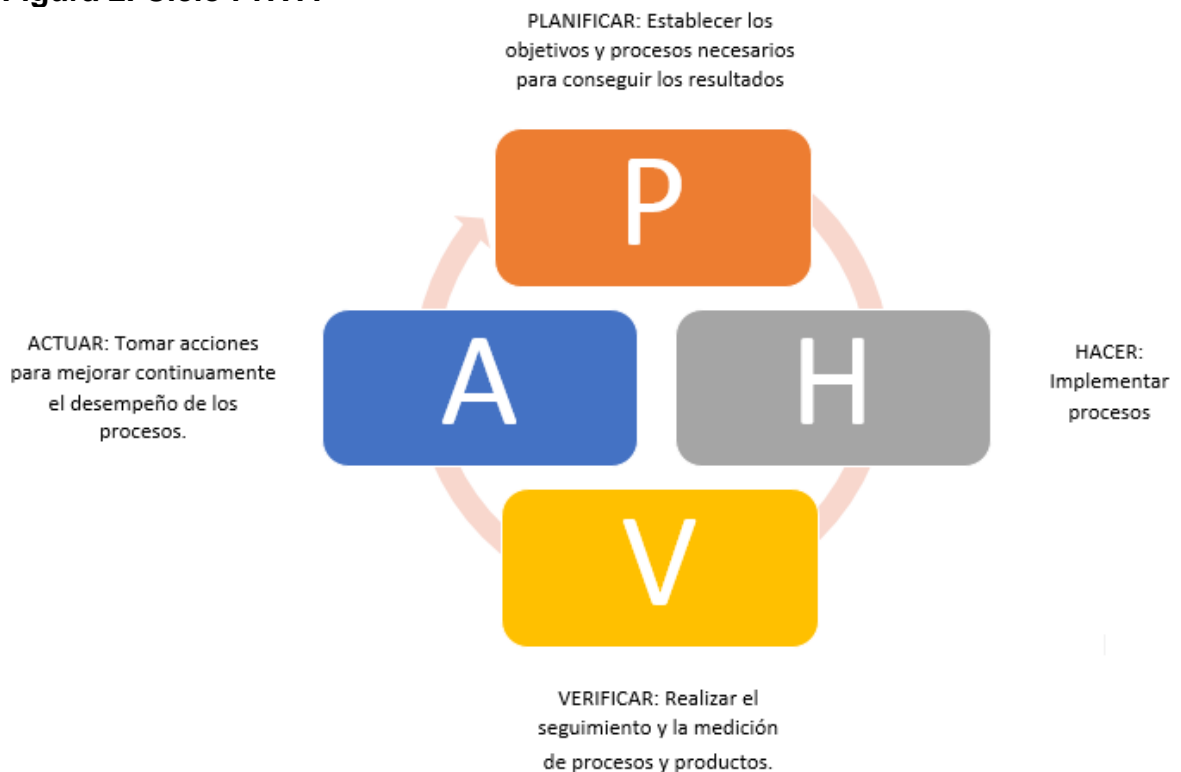 PLANIFICAR: Establecer los
objetivos y procesos necesarios
para conseguir los resultados
P
A
H
ACTUAR: Tomar acciones
para mejorar continuamente
el desempeño de los
procesos.
HACER:
Implementar
procesos
V
VERIFICAR: Realizar el
seguimiento y la medición
de procesos y productos.